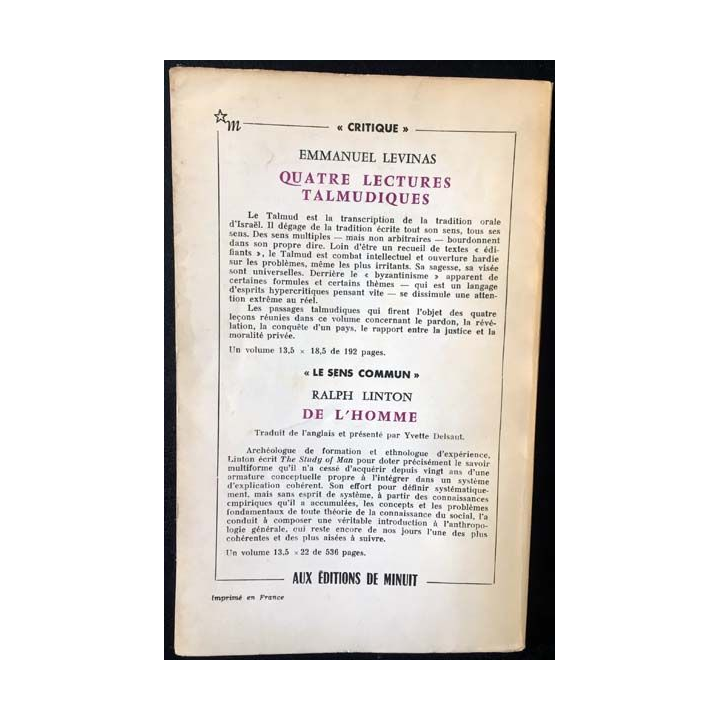 m
« CRITIQUE »
EMMANUEL LEVINAS
QUATRE LECTURES
TALMUDIQUES
Le Talmud est la transcription de la tradition orale
d'Israël. Il dégage de la tradition écrite tout son sens, tous ses
sens. Des sens multiples — mais non arbitraires — bourdonnent
dans son propre dire. Loin d'être un recueil de textes « édi-
fiants », le Talmud est combat intellectuel et ouverture hardie
sur les problèmes, même les plus irritants. Sa sagesse, sa visée
sont universelles. Derrière le « byzantinisme » apparent de
certaines formules et certains thèmes — qui est un langage
d'esprits hypercritiques pensant vite — se dissimule une atten-
tion extrême au réel.
Les passages talmudiques qui firent l'objet des quatre
leçons réunies dans ce volume concernent le pardon, la révé-
lation, la conquête d'un pays, le rapport entre la justice et la
moralité privée.
Un volume 13,5 × 18,5 de 192 pages.
« LE SENS COMMUN »
RALPH LINTON
DE L'HOMME
Traduit de l'anglais et présenté par Yvette Delsaut.
Archéologue de formation et ethnologue d'expérience,
Linton écrit The Study of Man pour doter précisément le savoir
multiforme qu'il n'a cessé d'acquérir depuis vingt ans d'une
armature conceptuelle propre à l'intégrer dans un système
d'explication cohérent. Son effort pour définir systématique-
ment, mais sans esprit de système, à partir des connaissances
empiriques qu'il a accumulées, les concepts et les problèmes
fondamentaux de toute théorie de la connaissance du social, l'a
conduit à composer une véritable introduction à l'anthropo-
logie générale, qui reste encore de nos jours l'une des plus
cohérentes et des plus aisées à suivre.
Un volume 13,5 × 22 de 536 pages.
AUX ÉDITIONS DE MINUIT
Imprimé en France